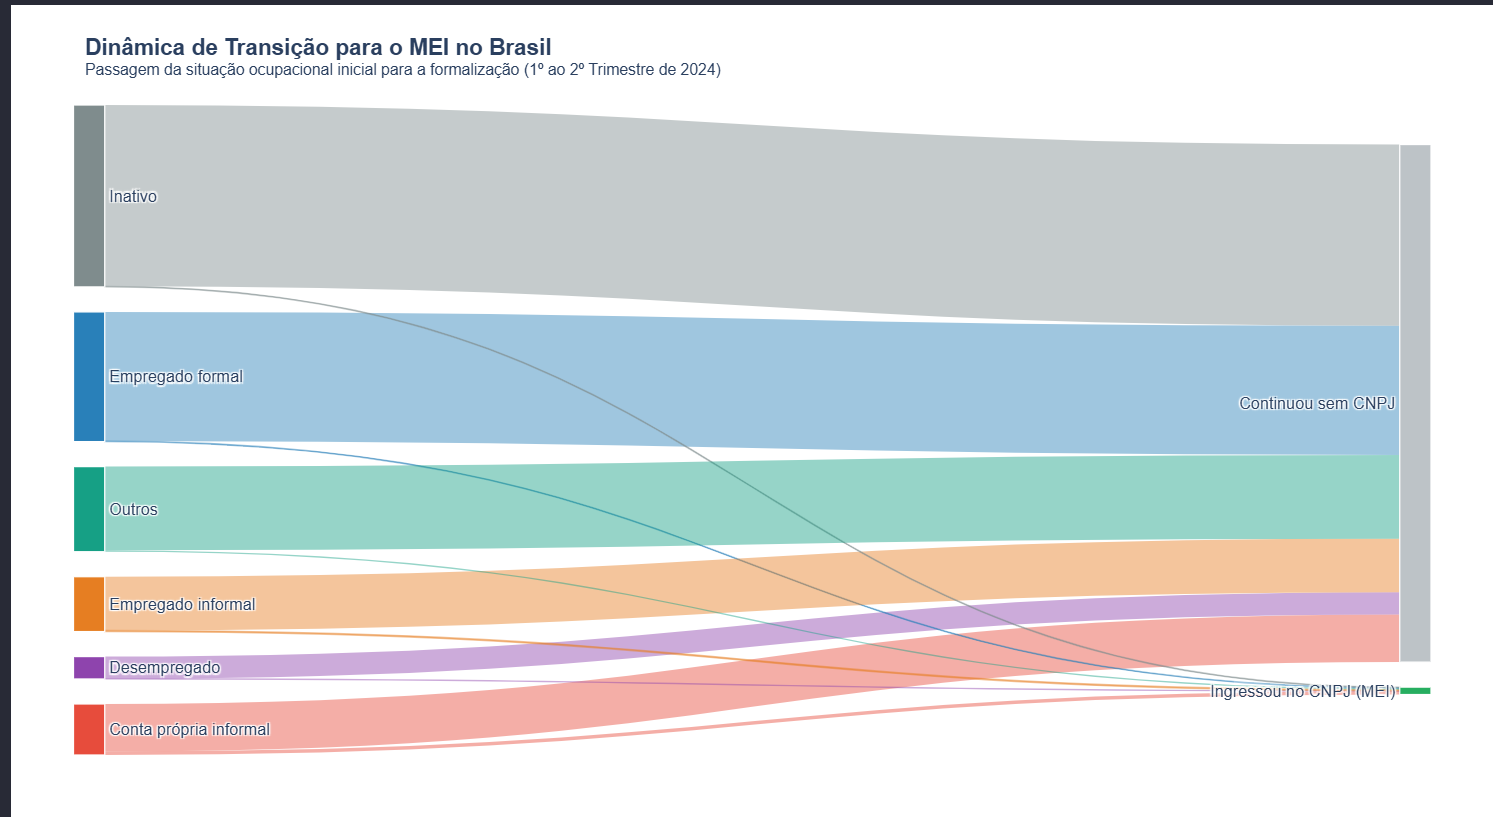 Dinâmica de Transição para o MEI no Brasil
Passagem da situação ocupacional inicial para a formalização (1º ao 2º Trimestre de 2024)
Inativo
Empregado formal
Continuou sem CNPJ
Outros
Empregado informal
Desempregado
Ingressou no CNPJ (MEI)
Conta própria informal